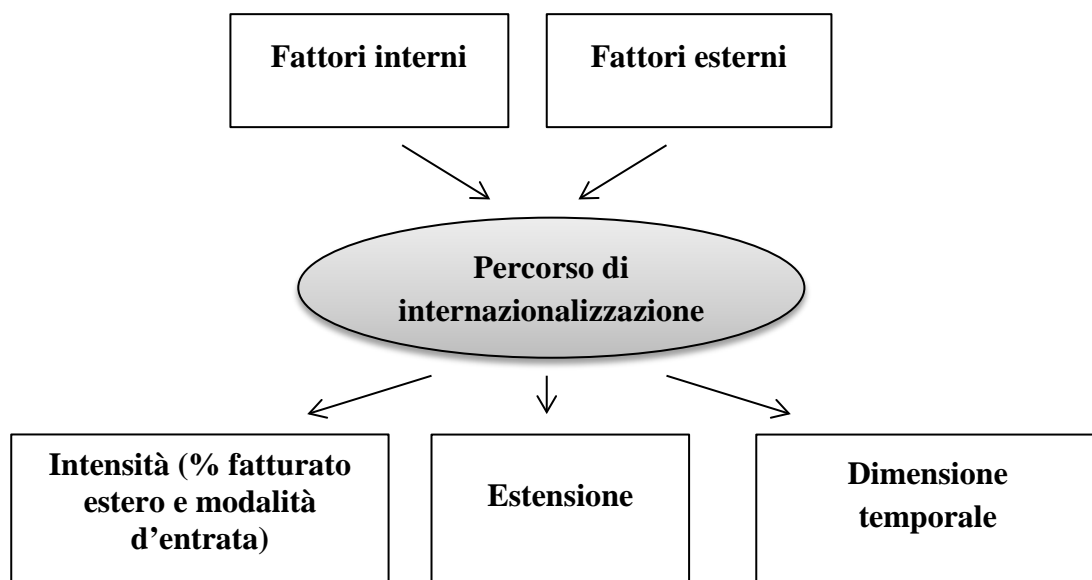 Fattori interni
Fattori esterni
Percorso di
internazionalizzazione
Intensità (% fatturato
estero e modalità
d’entrata)
Estensione
Dimensione
temporale